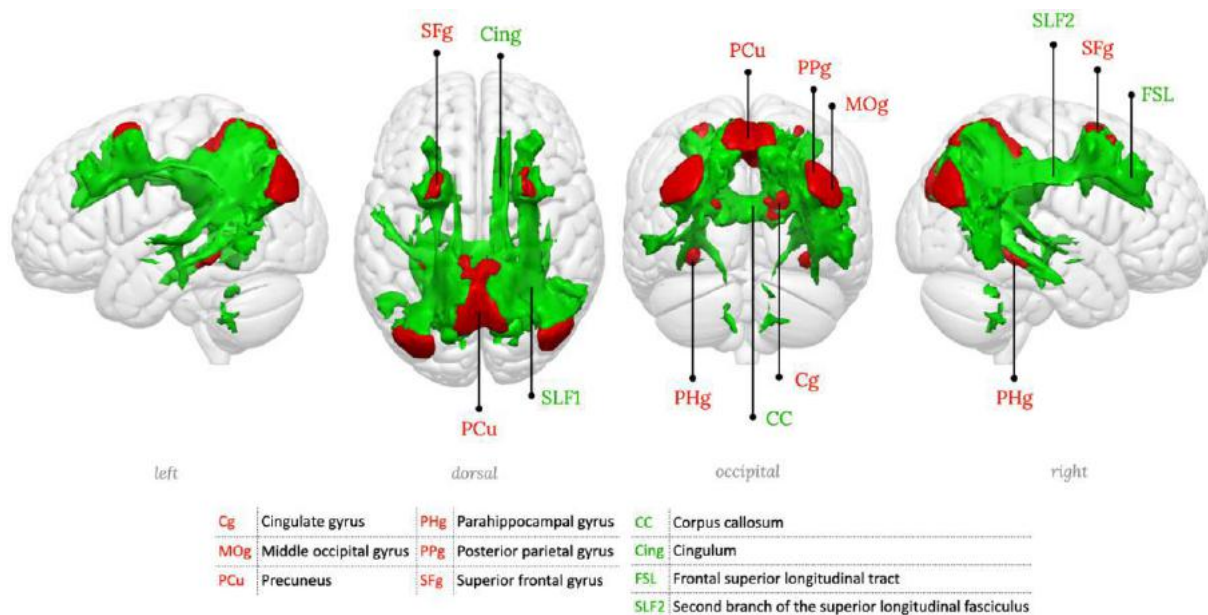 SFg Cing PCu PPg MOg SLF2 SFg FSL
PCu SLF1 PHg CC Cg PHg
left dorsal occipital right
Cg Cingulate gyrus PHg Parahippocampal gyrus CC Corpus callosum
MOg Middle occipital gyrus PPg Posterior parietal gyrus Cing Cingulum
PCu Precuneus SFg Superior frontal gyrus FSL Frontal superior longitudinal tract
SLF2 Second branch of the superior longitudinal fasciculus